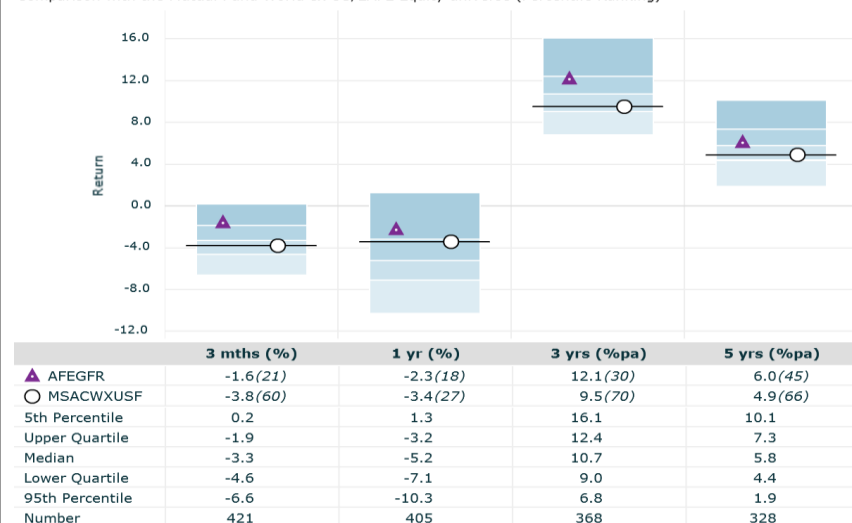 16.0
12.0
8.0
4.0
0.0
-4.0
-8.0
-12.0
Return
3 mths (%) 1 yr (%) 3 yrs (%pa) 5 yrs (%pa)
AFEGFR -1.6(21) -2.3(18) 12.1(30) 6.0(45)
MSACWXUSF -3.8(60) -3.4(27) 9.5(70) 4.9(66)
5th Percentile 0.2 1.3 16.1 10.1
Upper Quartile -1.9 -3.2 12.4 7.3
Median -3.3 -5.2 10.7 5.8
Lower Quartile -4.6 -7.1 9.0 4.4
95th Percentile -6.6 -10.3 6.8 1.9
Number 421 405 368 328